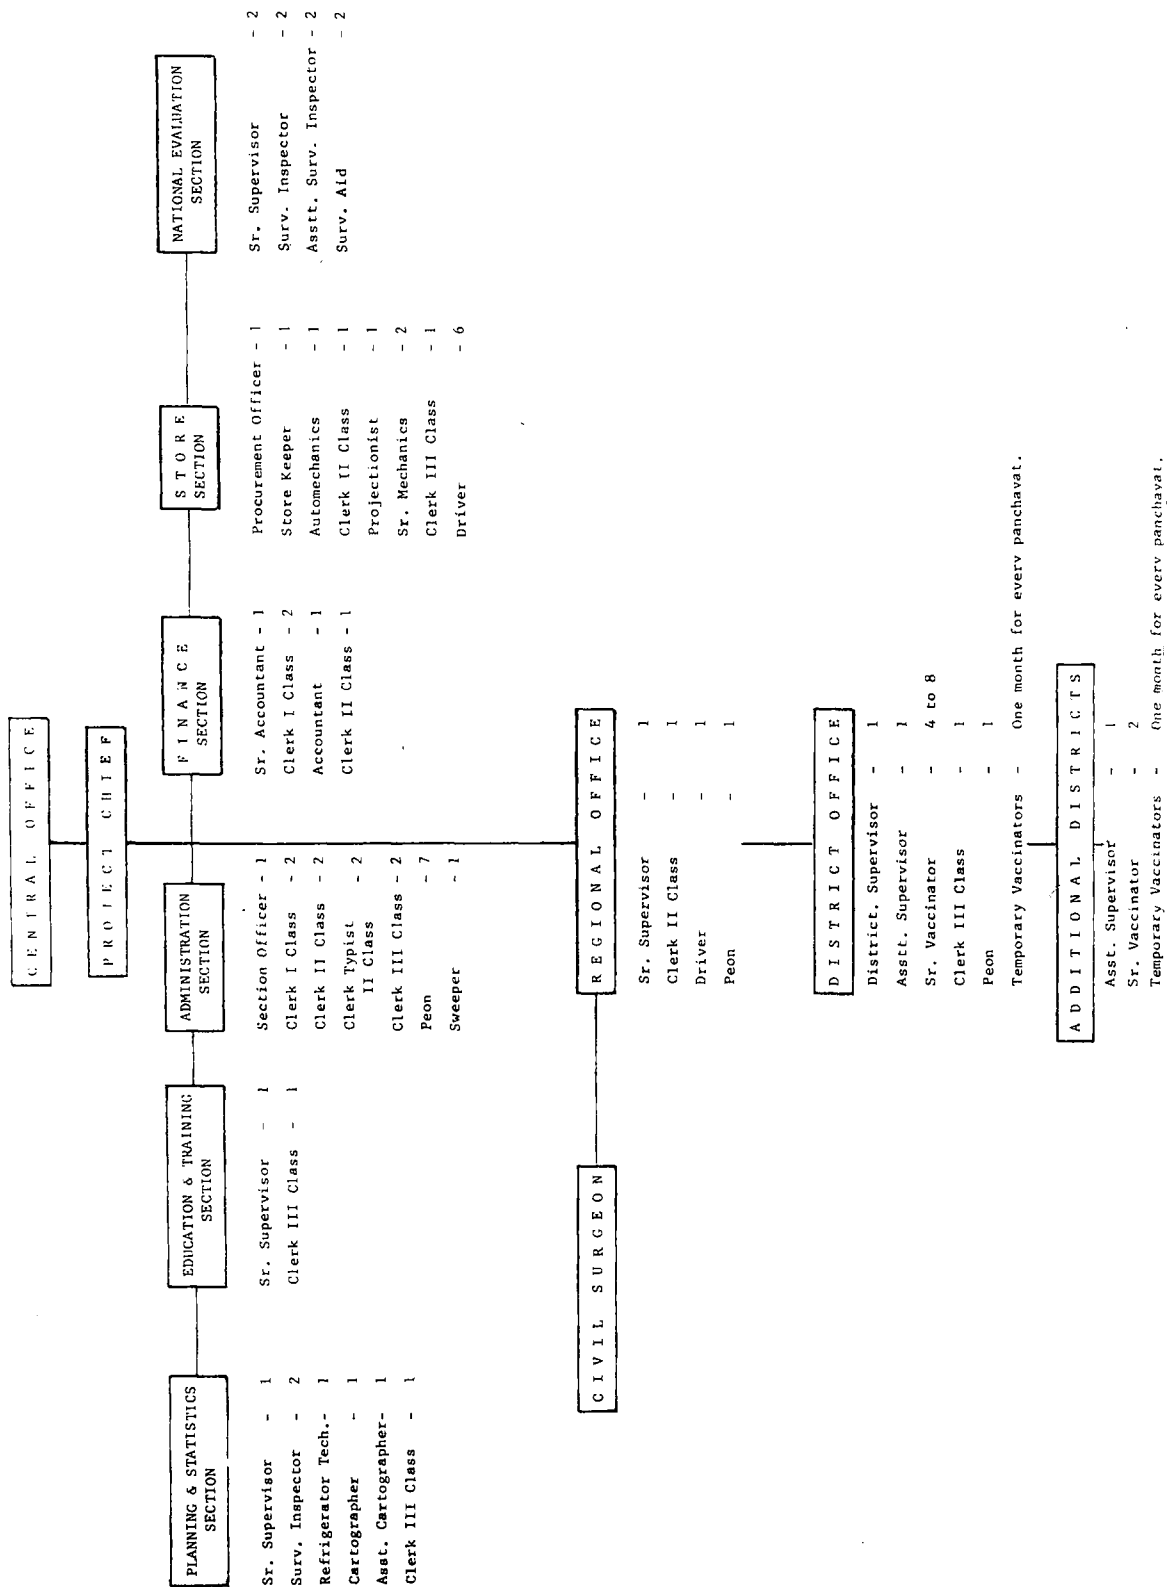 CENTRAL OFFICE
PROJECT CHIEF
PLANNING & STATISTICS
SECTION
Sr. Supervisor - 1
Surv. Inspector - 2
Refrigerator Tech.- 1
Cartographer - 1
Asst. Cartographer- 1
Clerk III Class - 1
EDUCATION & TRAINING
SECTION
Sr. Supervisor - 1
Clerk III Class - 1
ADMINISTRATION
SECTION
Section Officer - 1
Clerk I Class - 2
Clerk II Class - 2
Clerk Typist - 2
II Class
Clerk III Class - 2
Peon - 7
Sweeper - 1
FINANCE
SECTION
Sr. Accountant - 1
Clerk I Class - 2
Accountant - 1
Clerk II Class - 1
STORE
SECTION
Procurement Officer - 1
Store Keeper - 1
Automechanics - 1
Clerk II Class - 1
Projectionist - 1
Sr. Mechanics - 2
Clerk III Class - 1
Driver - 6
NATIONAL EVALUATION
SECTION
Sr. Supervisor - 2
Surv. Inspector - 2
Asstt. Surv. Inspector - 2
Surv. Aid - 2
CIVIL SURGEON
REGIONAL OFFICE
Sr. Supervisor - 1
Clerk II Class - 1
Driver - 1
Peon - 1
DISTRICT OFFICE
District. Supervisor - 1
Asst. Supervisor - 1
Sr. Vaccinator - 4 to 8
Clerk III Class - 1
Peon - 1
Temporary Vaccinators - One month for every panchayat.
ADDITIONAL DISTRICTS
Asst. Supervisor - 1
Sr. Vaccinator - 2
Temporary Vaccinators - One month for every panchayat.